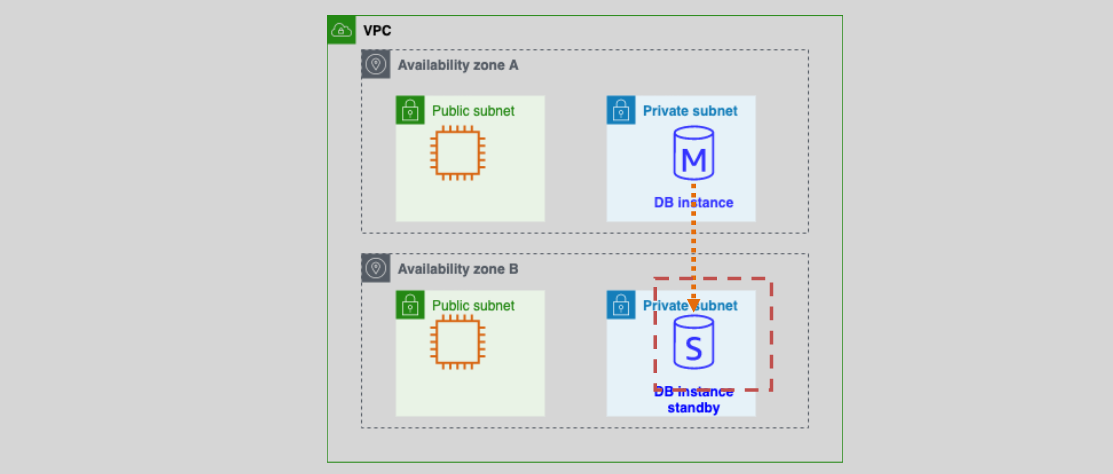 VPC
Availability zone A
Public subnet
Private subnet
M
DB instance
Availability zone B
Public subnet
Private subnet
S
DB instance
standby